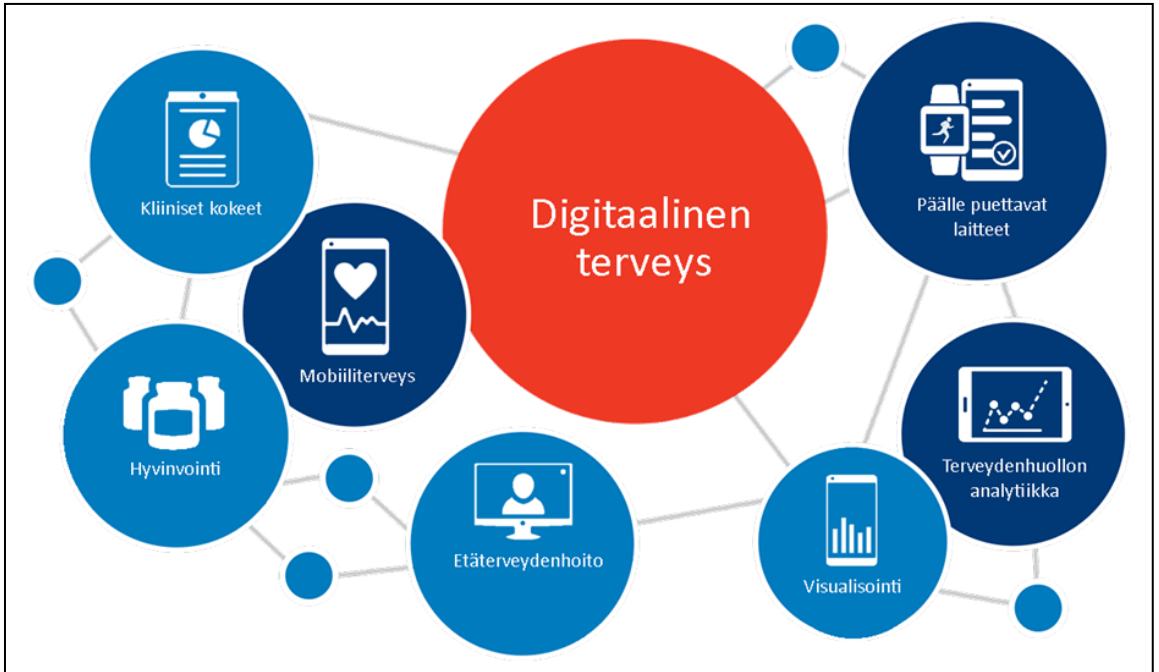 Digitaalinen
terveys
Kliiniset kokeet
Päälle puettavat
laitteet
Mobiiliterveys
Hyvinvointi
Terveydenhuollon
analytiikka
Etäterveydenhoito
Visualisointi